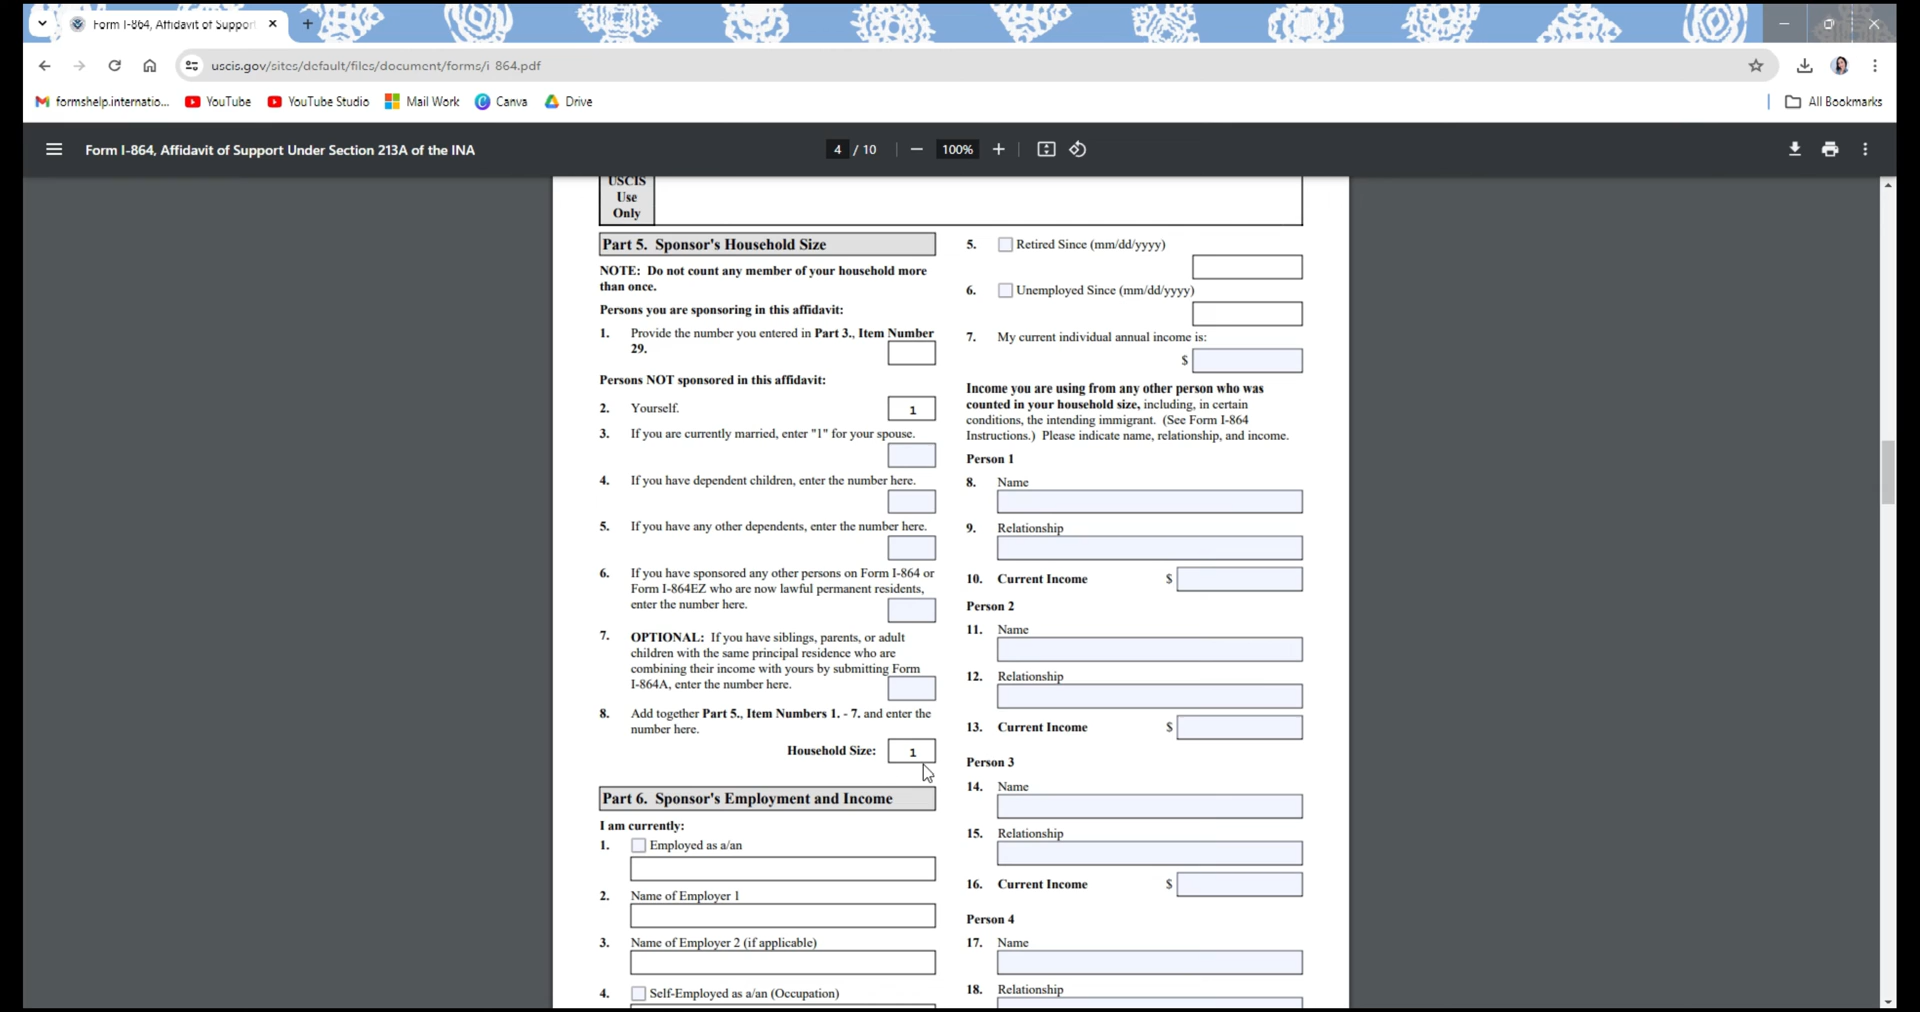 Form I-864, Affidavit of Support
uscis.gov/sites/default/files/document/forms/i 864.pdf
formshelp.internatio...
YouTube
YouTube Studio
Mail Work
Canva
Drive
All Bookmarks
Form I-864, Affidavit of Support Under Section 213A of the INA
4 / 10
100%
USCIS
Use
Only
Part 5. Sponsor's Household Size
NOTE: Do not count any member of your household more
than once.
Persons you are sponsoring in this affidavit:
1. Provide the number you entered in Part 3., Item Number
29.
Persons NOT sponsored in this affidavit:
2. Yourself. 1
3. If you are currently married, enter "1" for your spouse.
4. If you have dependent children, enter the number here.
5. If you have any other dependents, enter the number here.
6. If you have sponsored any other persons on Form I-864 or
Form I-864EZ who are now lawful permanent residents,
enter the number here.
7. OPTIONAL: If you have siblings, parents, or adult
children with the same principal residence who are
combining their income with yours by submitting Form
I-864A, enter the number here.
8. Add together Part 5., Item Numbers 1. - 7. and enter the
number here.
Household Size: 1
Part 6. Sponsor's Employment and Income
I am currently:
1. Employed as a/an
2. Name of Employer 1
3. Name of Employer 2 (if applicable)
4. Self-Employed as a/an (Occupation)
5. Retired Since (mm/dd/yyyy)
6. Unemployed Since (mm/dd/yyyy)
7. My current individual annual income is:
$
Income you are using from any other person who was
counted in your household size, including, in certain
conditions, the intending immigrant. (See Form I-864
Instructions.) Please indicate name, relationship, and income.
Person 1
8. Name
9. Relationship
10. Current Income $
Person 2
11. Name
12. Relationship
13. Current Income $
Person 3
14. Name
15. Relationship
16. Current Income $
Person 4
17. Name
18. Relationship